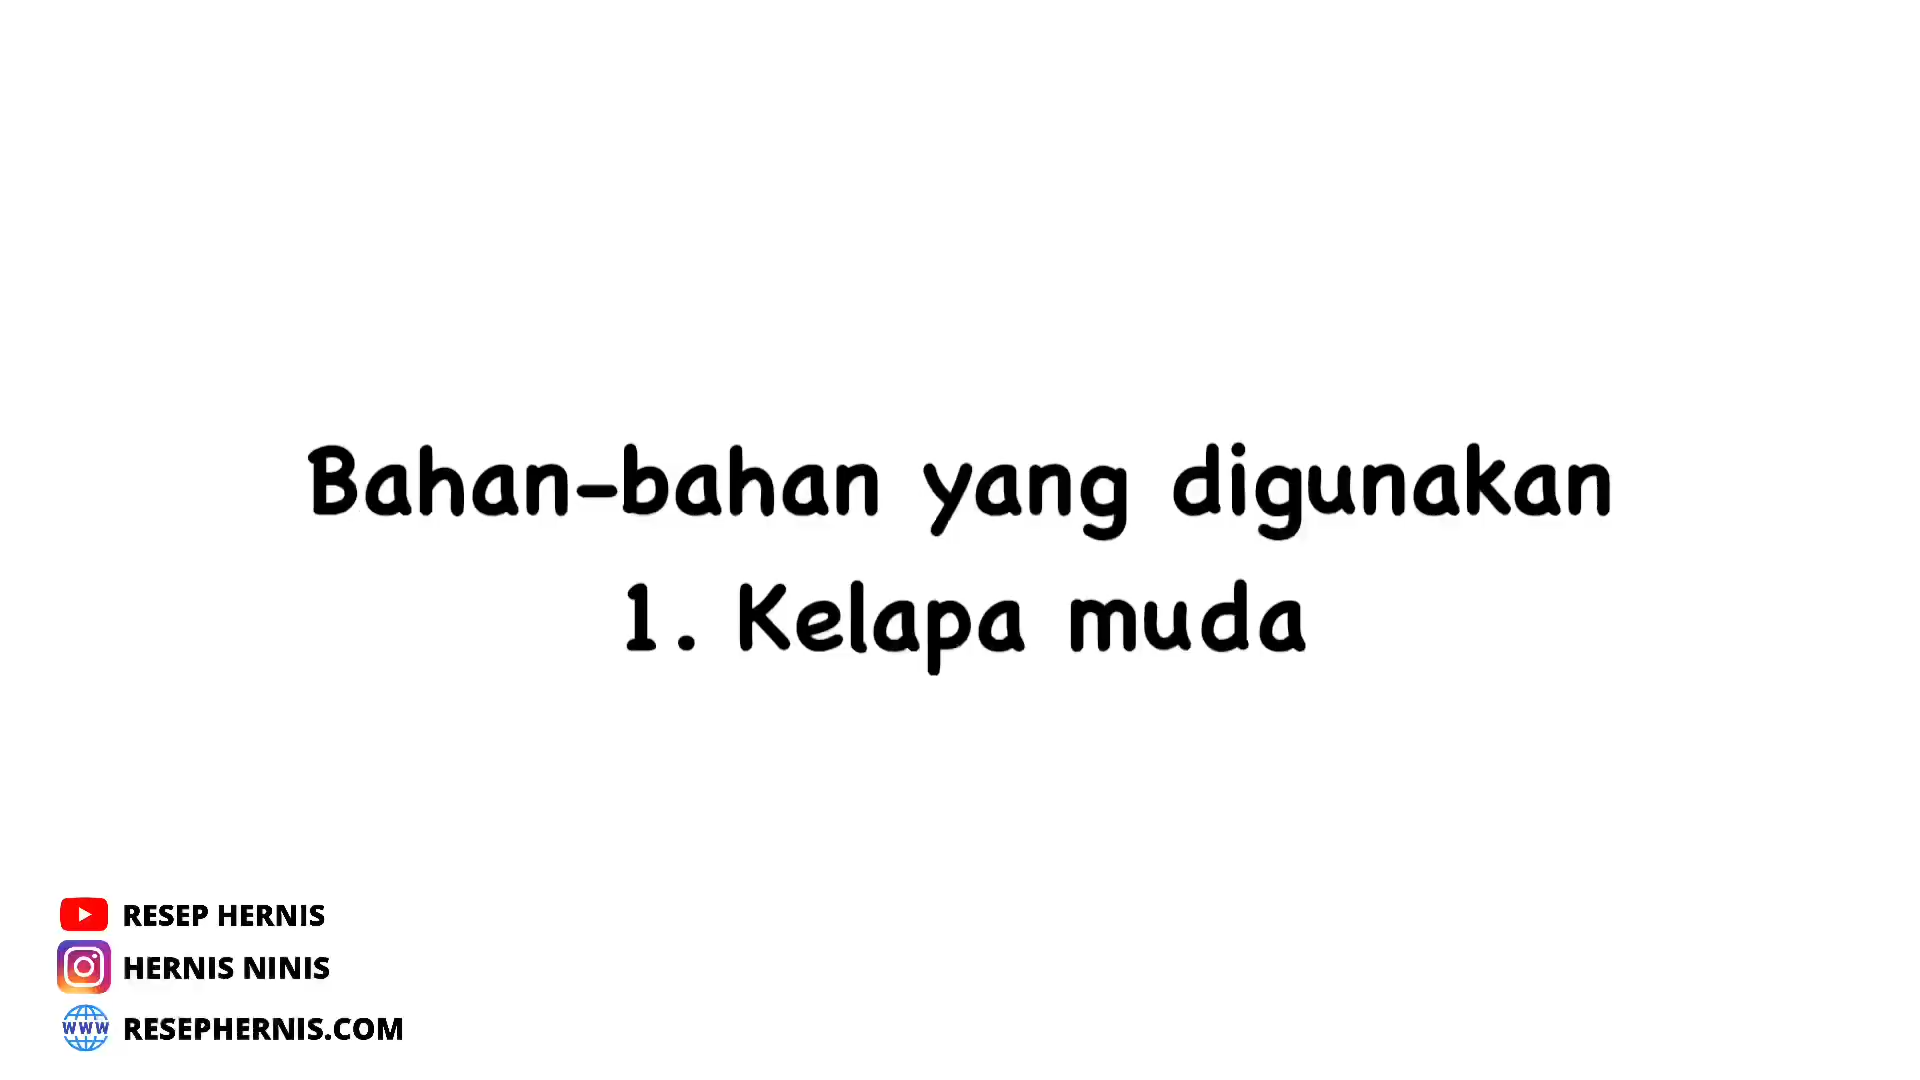 Bahan-bahan yang digunakan
1. Kelapa muda
RESEP HERNIS
HERNIS NINIS
WWW RESEPHERNIS.COM